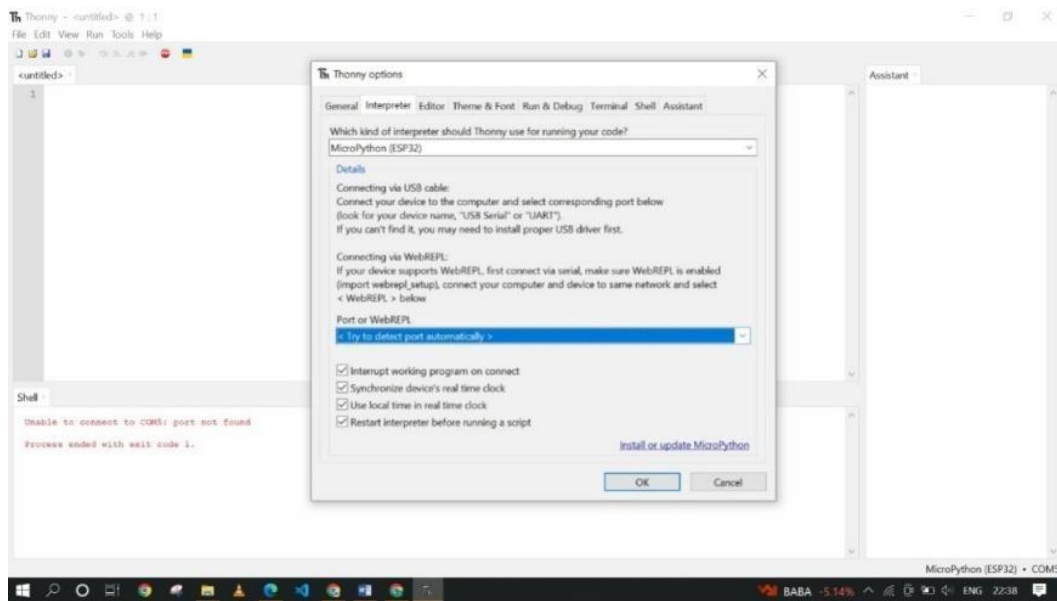 Thonny - <untitled> @ 1:1
File Edit View Run Tools Help
<untitled>
1
Thonny options
General Interpreter Editor Theme & Font Run & Debug Terminal Shell Assistant
Which kind of interpreter should Thonny use for running your code?
MicroPython (ESP32)
Details
Connecting via USB cable:
Connect your device to the computer and select corresponding port below
(look for your device name, "USB Serial" or "UART").
If you can't find it, you may need to install proper USB driver first.
Connecting via WebREPL:
If your device supports WebREPL, first connect via serial, make sure WebREPL is enabled
(import webrepl_setup), connect your computer and device to same network and select
< WebREPL > below
Port or WebREPL
< Try to detect port automatically >
Interrupt working program on connect
Synchronize device's real time clock
Use local time in real time clock
Restart interpreter before running a script
Install or update MicroPython
OK Cancel
Assistant
Shell
Unable to connect to COM5: port not found
Process ended with exit code 1.
MicroPython (ESP32) • COM5
BABA -5.14% ENG 22:38